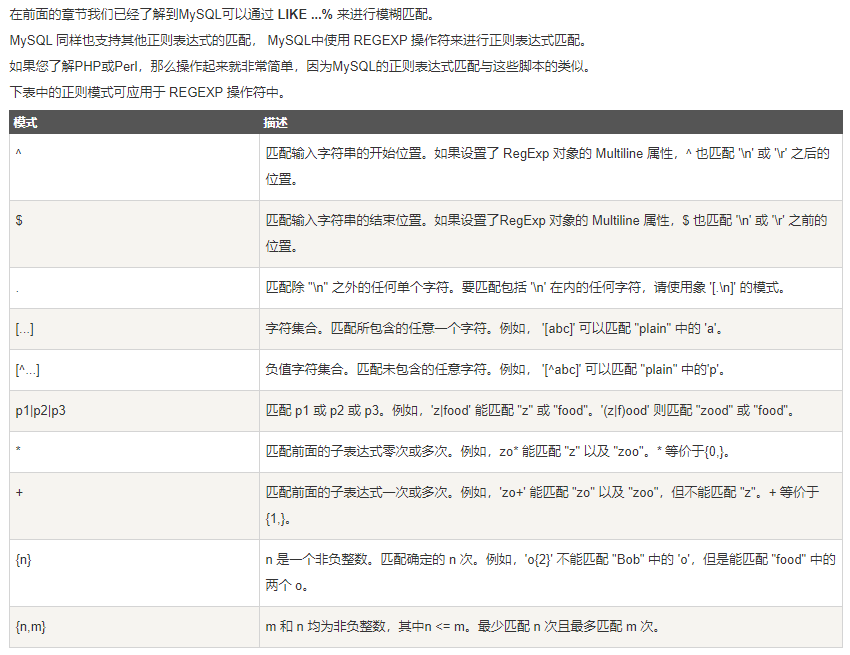 在前面的章节我们已经了解到MySQL可以通过 LIKE ...% 来进行模糊匹配。
MySQL 同样也支持其他正则表达式的匹配， MySQL中使用 REGEXP 操作符来进行正则表达式匹配。
如果您了解PHP或Perl，那么操作起来就非常简单，因为MySQL的正则表达式匹配与这些脚本的类似。
下表中的正则模式可应用于 REGEXP 操作符中。
模式 描述
^ 匹配输入字符串的开始位置。如果设置了 RegExp 对象的 Multiline 属性，^ 也匹配 '\n' 或 '\r' 之后的
位置。
$ 匹配输入字符串的结束位置。如果设置了RegExp 对象的 Multiline 属性，$ 也匹配 '\n' 或 '\r' 之前的
位置。
. 匹配除 "\n" 之外的任何单个字符。要匹配包括 '\n' 在内的任何字符，请使用象 '[.\n]' 的模式。
[...] 字符集合。匹配所包含的任意一个字符。例如， '[abc]' 可以匹配 "plain" 中的 'a'。
[^...] 负值字符集合。匹配未包含的任意字符。例如， '[^abc]' 可以匹配 "plain" 中的'p'。
p1|p2|p3 匹配 p1 或 p2 或 p3。例如，'z|food' 能匹配 "z" 或 "food"。'(z|f)ood' 则匹配 "zood" 或 "food"。
* 匹配前面的子表达式零次或多次。例如，zo* 能匹配 "z" 以及 "zoo"。* 等价于{0,}。
+ 匹配前面的子表达式一次或多次。例如，'zo+' 能匹配 "zo" 以及 "zoo"，但不能匹配 "z"。+ 等价于
{1,}。
{n} n 是一个非负整数。匹配确定的 n 次。例如，'o{2}' 不能匹配 "Bob" 中的 'o'，但是能匹配 "food" 中的
两个 o。
{n,m} m 和 n 均为非负整数，其中n <= m。最少匹配 n 次且最多匹配 m 次。